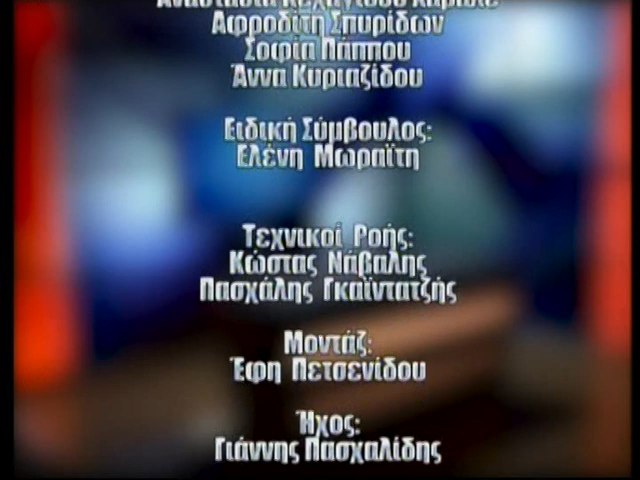 Αναστασία
Αφροδίτη Σπυρίδων
Σοφία Πάππου
Άννα Κυριαζίδου
Ειδική Σύμβουλος:
Ελένη Μωραΐτη
Τεχνικοί Ροής:
Κώστας Νάβαλης
Πασχάλης Γκαϊντατζής
Μοντάζ:
Έφη Πετσενίδου
Ήχος:
Γιάννης Πασχαλίδης